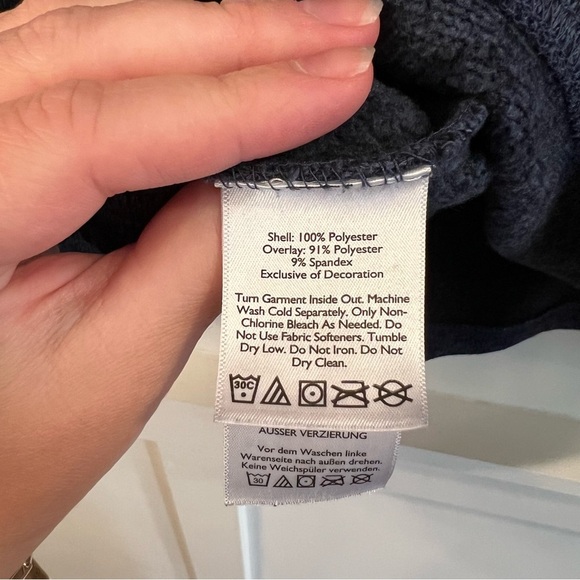 Shell: 100% Polyester
Overlay: 91% Polyester
9% Spandex
Exclusive of Decoration
Turn Garment Inside Out. Machine
Wash Cold Separately. Only Non-
Chlorine Bleach As Needed. Do
Not Use Fabric Softeners. Tumble
Dry Low. Do Not Iron. Do Not
Dry Clean.
30C
AUSSER VERZIERUNG
Vor dem Waschen linke
Warenseite nach außen drehen.
Keine Weichspüler verwenden.
30